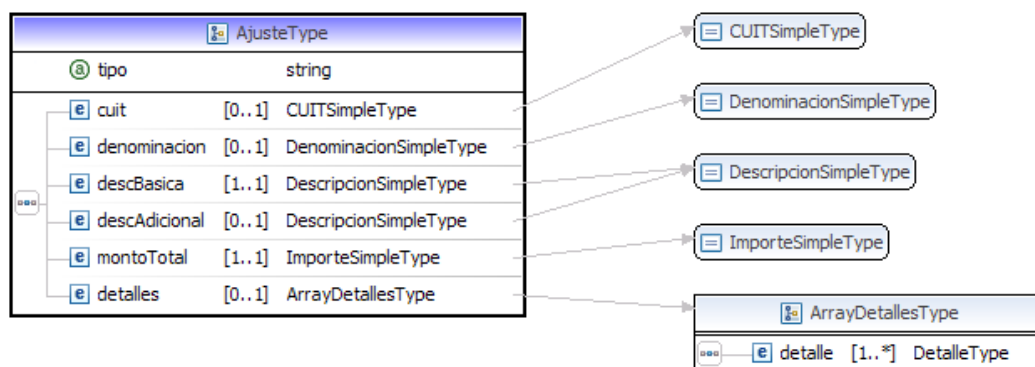 AjusteType
a tipo string
e cuit [0..1] CUITSimpleType
e denominacion [0..1] DenominacionSimpleType
e descBasica [1..1] DescripcionSimpleType
e descAdicional [0..1] DescripcionSimpleType
e montoTotal [1..1] ImporteSimpleType
e detalles [0..1] ArrayDetallesType
CUITSimpleType
DenominacionSimpleType
DescripcionSimpleType
ImporteSimpleType
ArrayDetallesType
e detalle [1..*] DetalleType